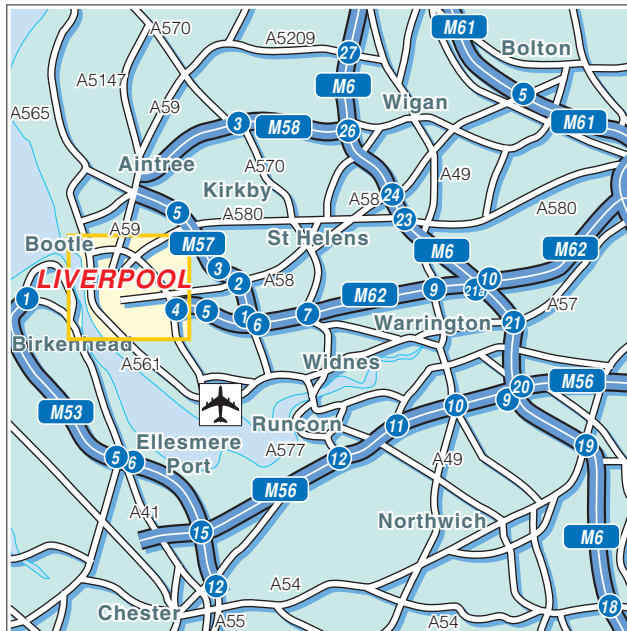 A570
M61
Bolton
A5209
27
A5147
M6
5
A565
A59
Wigan
3
M58
26
M61
Aintree
A570
A49
Kirkby
24
A58
5
A580
23
A580
A59
Bootle
M57
St Helens
M6
M62
3
LIVERPOOL
2
A58
10
1
9
21a
M62
4
5
1
6
7
A57
Warrington
21
Birkenhead
A561
Widnes
M53
20
M56
9
10
Runcorn
11
Ellesmere
Port
A577
19
5
6
12
A49
M56
A41
Northwich
15
M6
12
A54
18
Chester
A55
A54